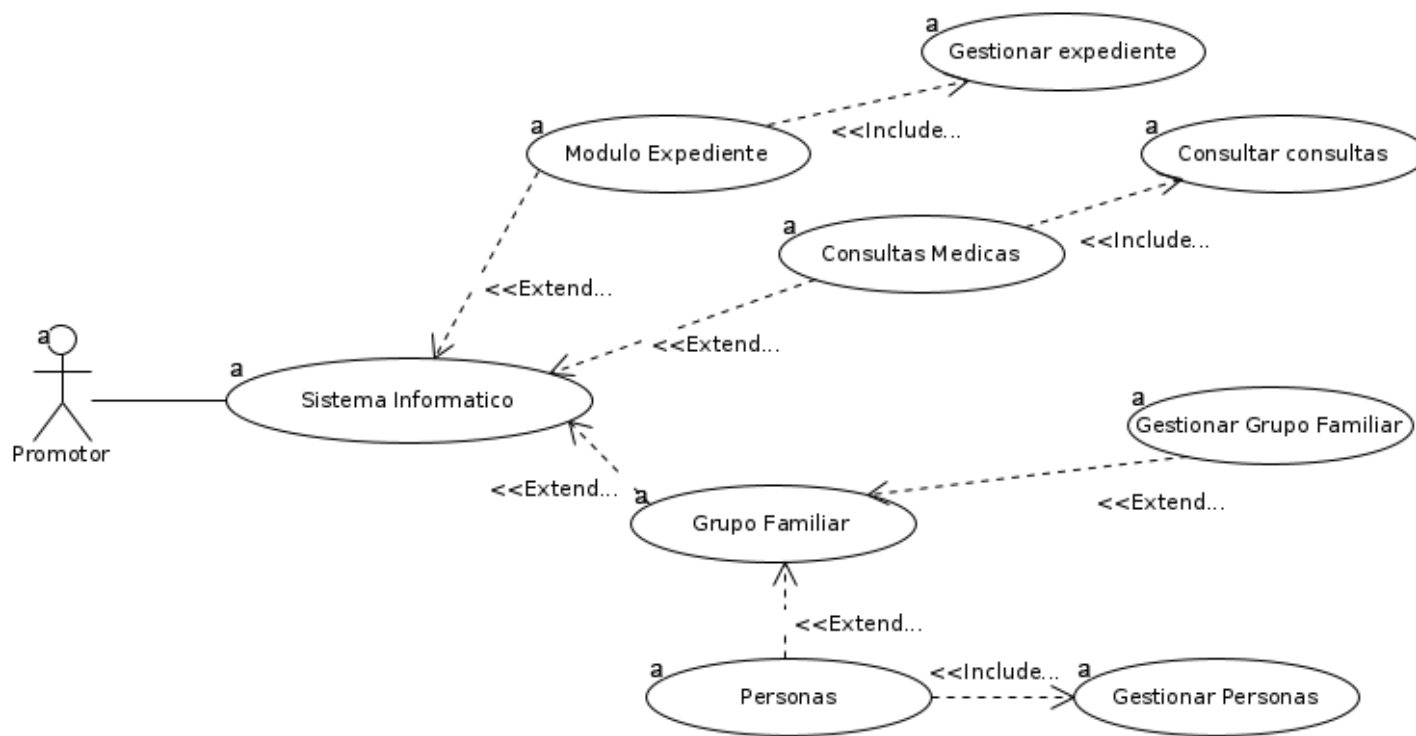 a
Gestionar expediente
<<Include...
a
Modulo Expediente
a
Consultar consultas
<<Include...
a
Consultas Medicas
<<Extend...
<<Extend...
a
Promotor
a
Sistema Informatico
a
Gestionar Grupo Familiar
<<Extend...
<<Extend...
a
Grupo Familiar
<<Extend...
a
Personas
<<Include...
a
Gestionar Personas